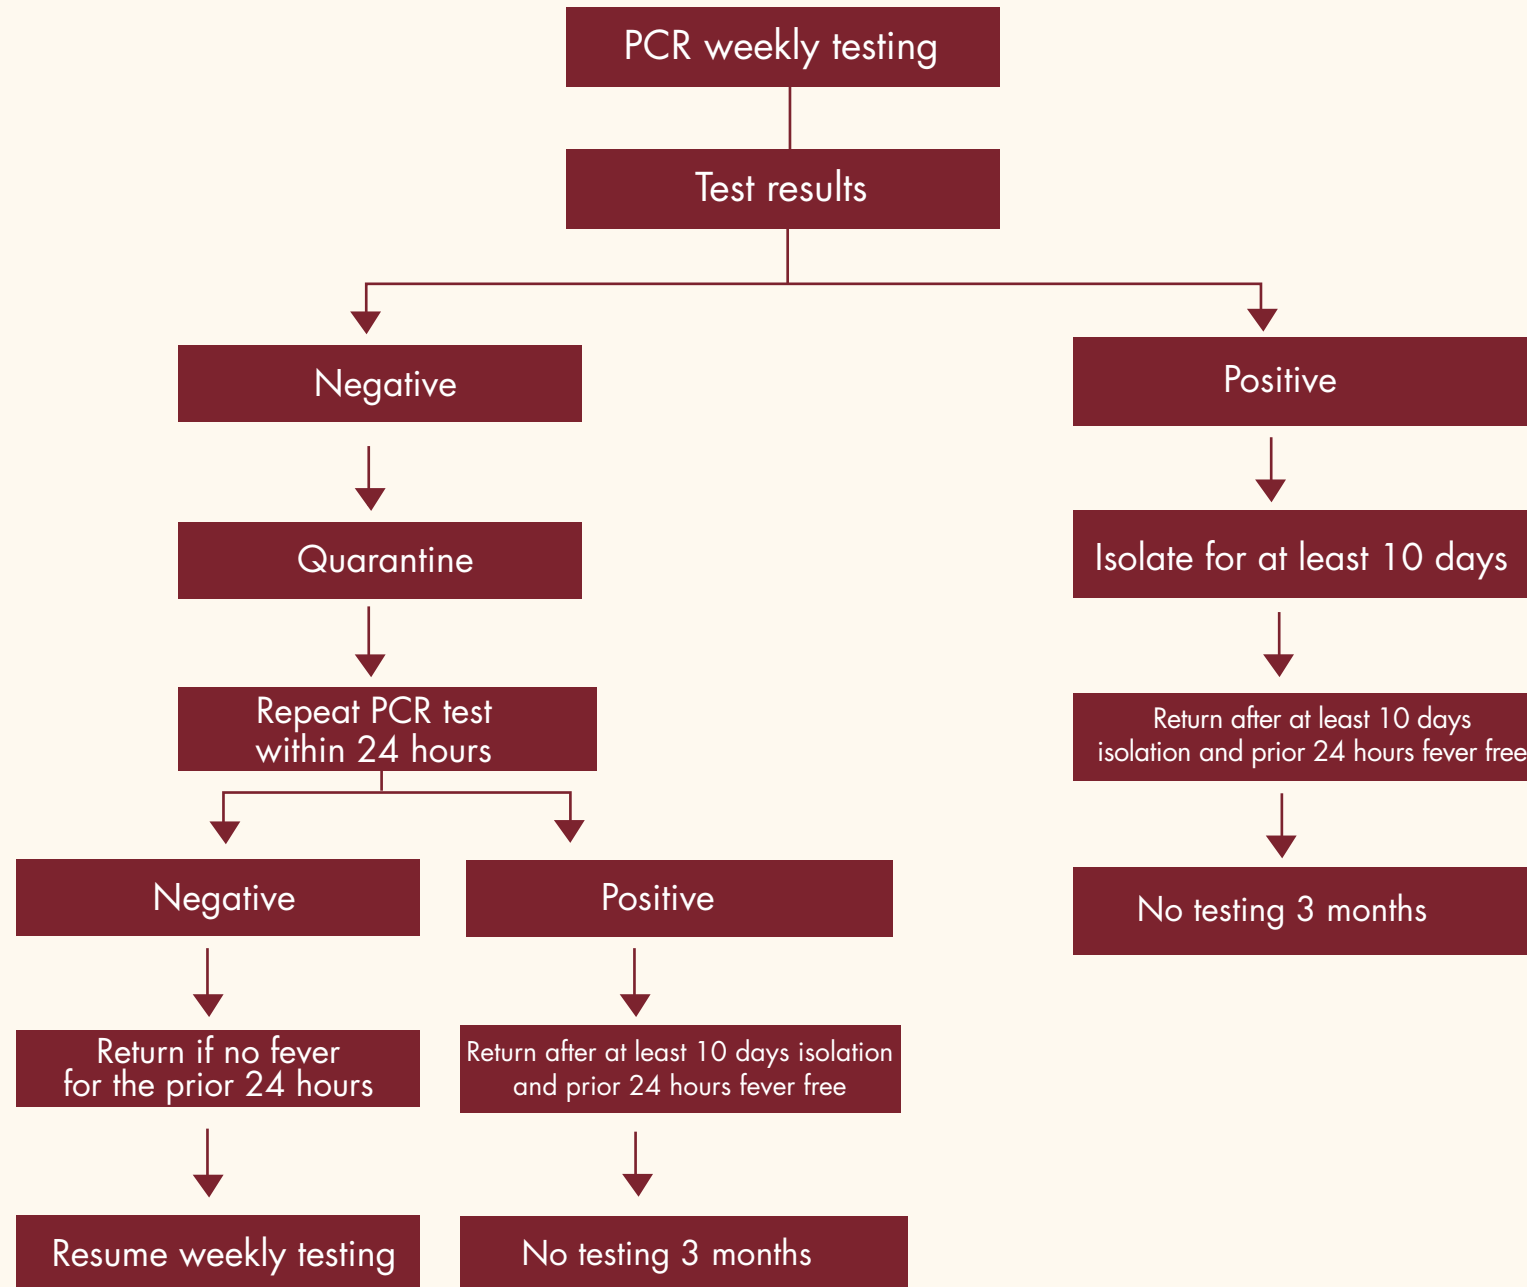 PCR weekly testing
Test results
Negative
Positive
Quarantine
Isolate for at least 10 days
Repeat PCR test
within 24 hours
Return after at least 10 days
isolation and prior 24 hours fever free
Negative
Positive
No testing 3 months
Return if no fever
for the prior 24 hours
Return after at least 10 days isolation
and prior 24 hours fever free
Resume weekly testing
No testing 3 months